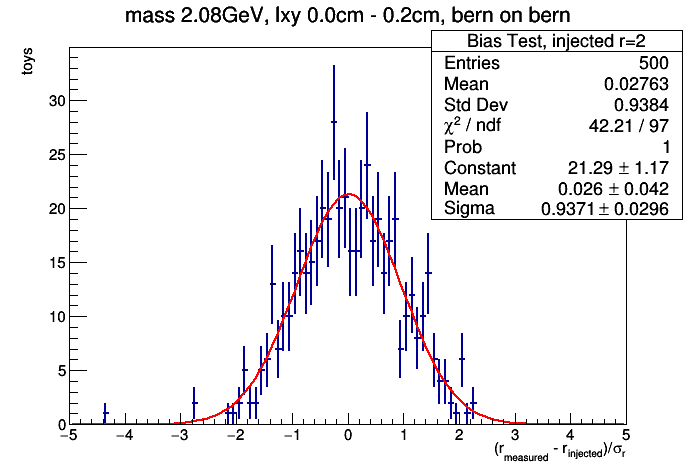 mass 2.08GeV, lxy 0.0cm - 0.2cm, bern on bern
Bias Test, injected r=2
Entries 500
Mean 0.02763
Std Dev 0.9384
χ² / ndf 42.21 / 97
Prob 1
Constant 21.29 ± 1.17
Mean 0.026 ± 0.042
Sigma 0.9371 ± 0.0296
toys
30
25
20
15
10
5
0
−5 −4 −3 −2 −1 0 1 2 3 4 5
(r_measured - r_injected)/σ_r